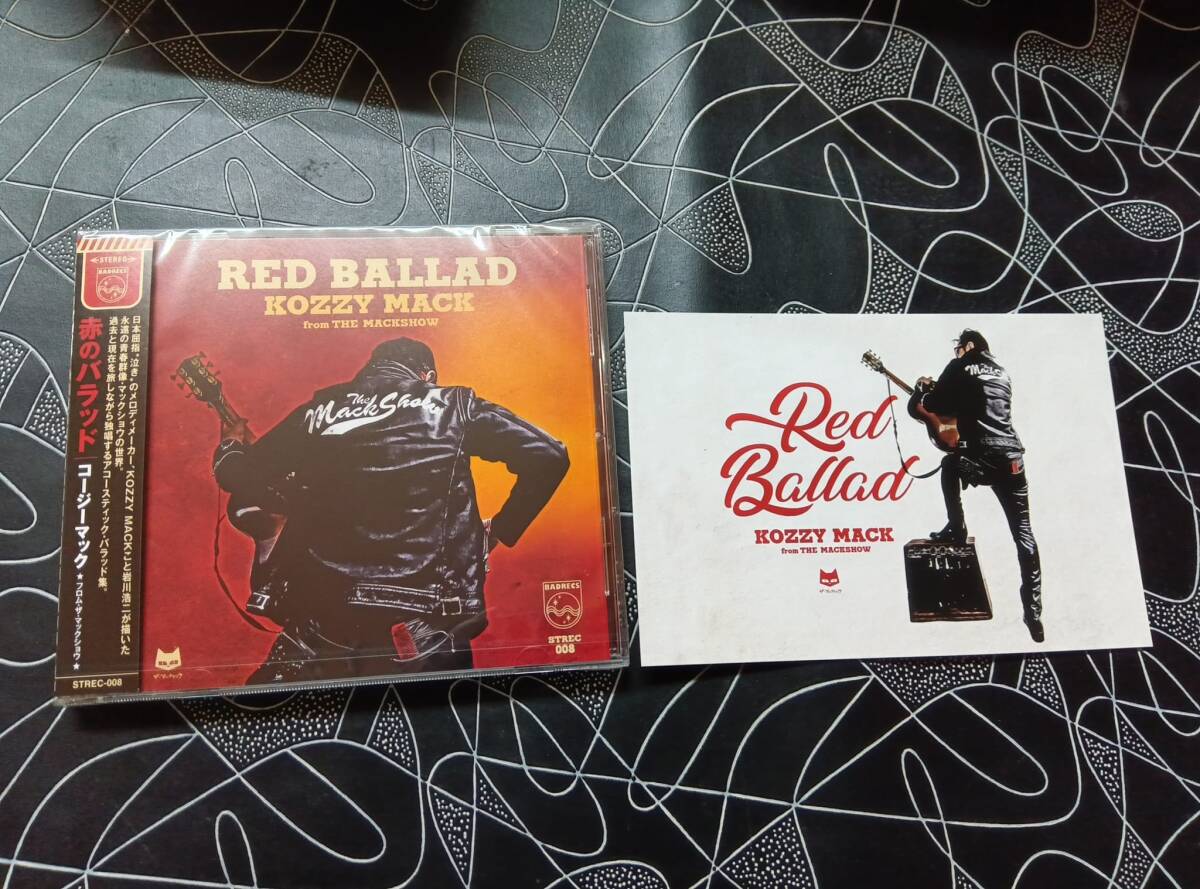 ←STEREO→
BADRECS
赤のバラッド
コージーマック
★フロム・ザ・マックショウ★
日本屈指“泣き”のメロディメーカー、KOZZY MACKこと岩川浩二が描いた
永遠の青春群像・マックショウの世界。
過去と現在を旅しながら独唱するアコースティック・バラッド集。
STREC-008
RED BALLAD
KOZZY MACK
from THE MACKSHOW
The
MackShow
BADRECS
STREC
008
Red
Ballad
KOZZY MACK
from THE MACKSHOW